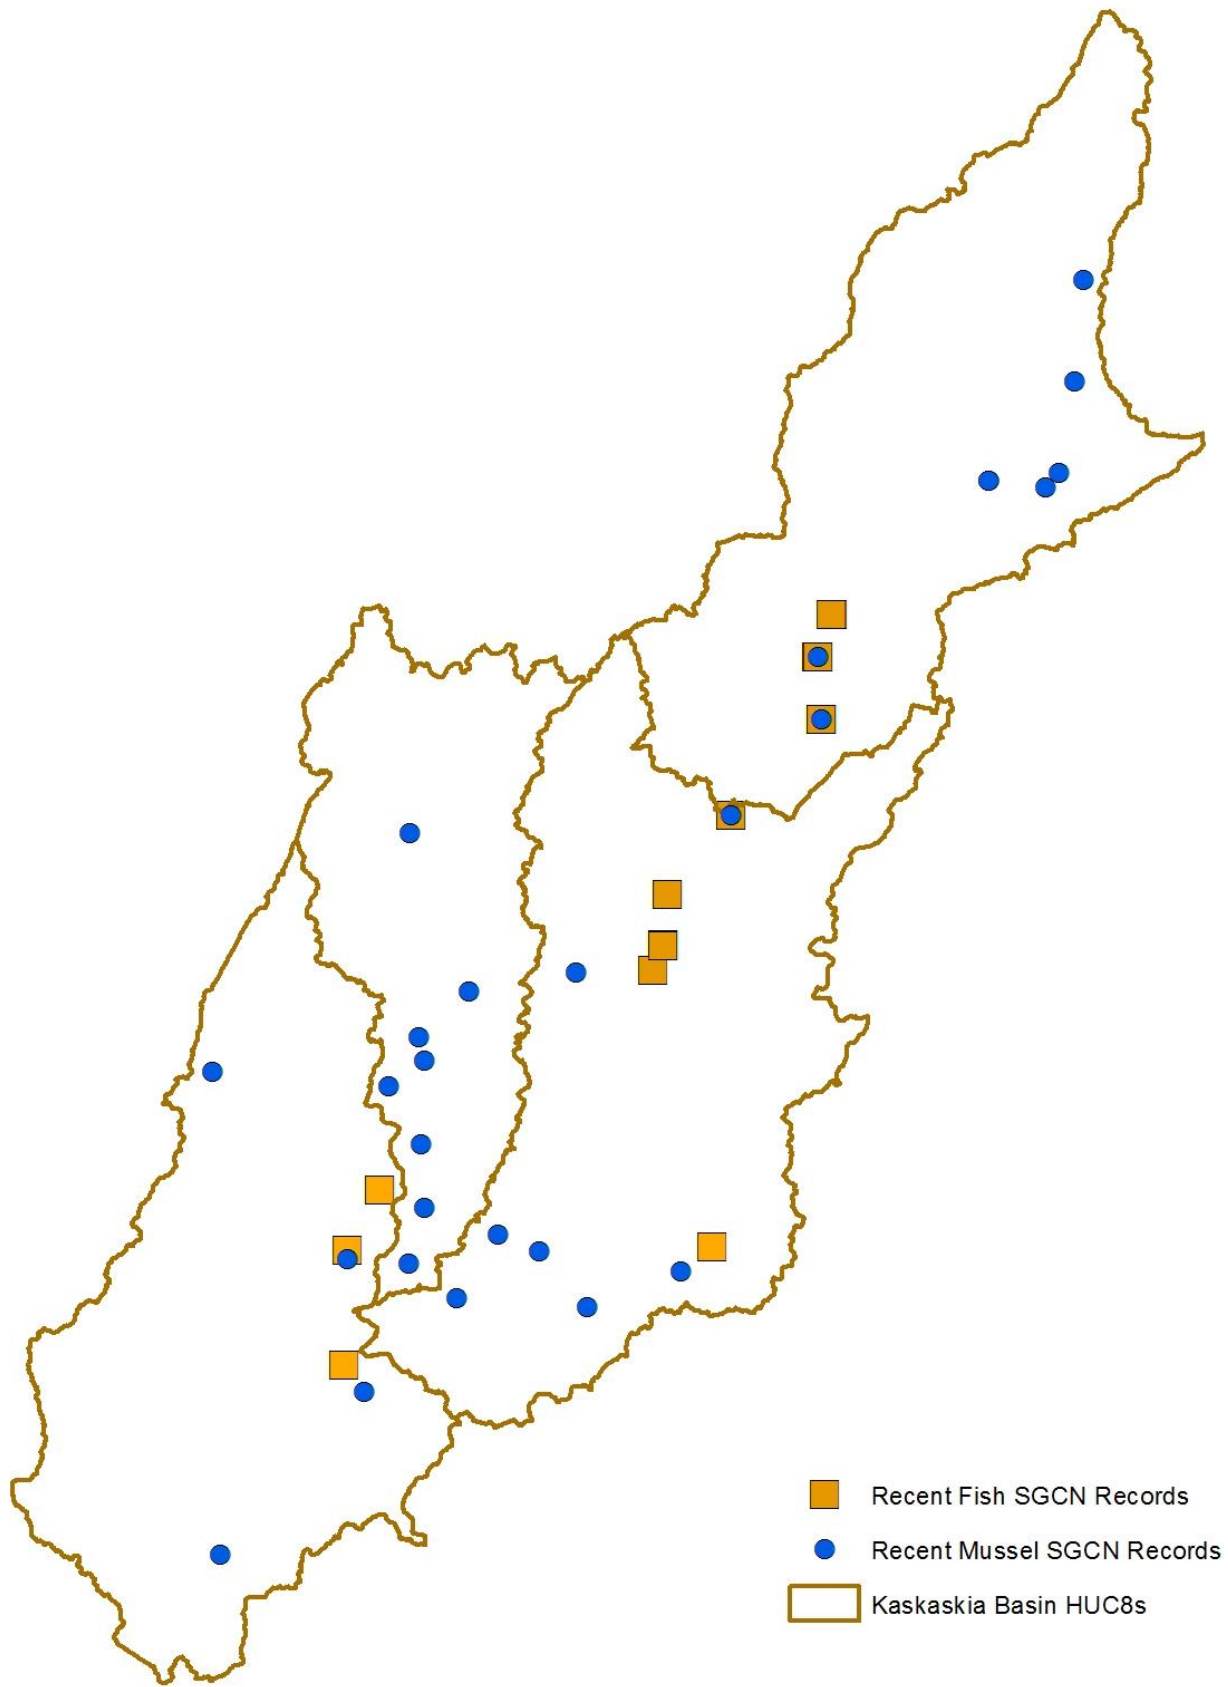 Recent Fish SGCN Records
Recent Mussel SGCN Records
Kaskaskia Basin HUC8s